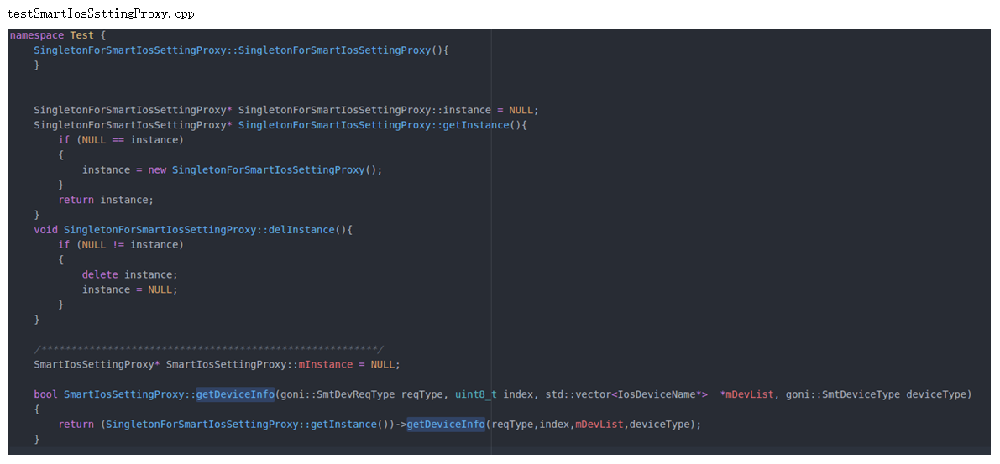 testSmartIosSsttingProxy.cpp
namespace Test {
    SingletonForSmartIosSettingProxy::SingletonForSmartIosSettingProxy(){
    }
    SingletonForSmartIosSettingProxy* SingletonForSmartIosSettingProxy::instance = NULL;
    SingletonForSmartIosSettingProxy* SingletonForSmartIosSettingProxy::getInstance(){
        if (NULL == instance)
        {
            instance = new SingletonForSmartIosSettingProxy();
        }
        return instance;
    }
    void SingletonForSmartIosSettingProxy::delInstance(){
        if (NULL != instance)
        {
            delete instance;
            instance = NULL;
        }
    }
    /********************************************************/
    SmartIosSettingProxy* SmartIosSettingProxy::mInstance = NULL;
    bool SmartIosSettingProxy::getDeviceInfo(goni::SmtDevReqType reqType, uint8_t index, std::vector<IosDeviceName*>  *mDevList, goni::SmtDeviceType deviceType)
    {
        return (SingletonForSmartIosSettingProxy::getInstance())->getDeviceInfo(reqType,index,mDevList,deviceType);
    }